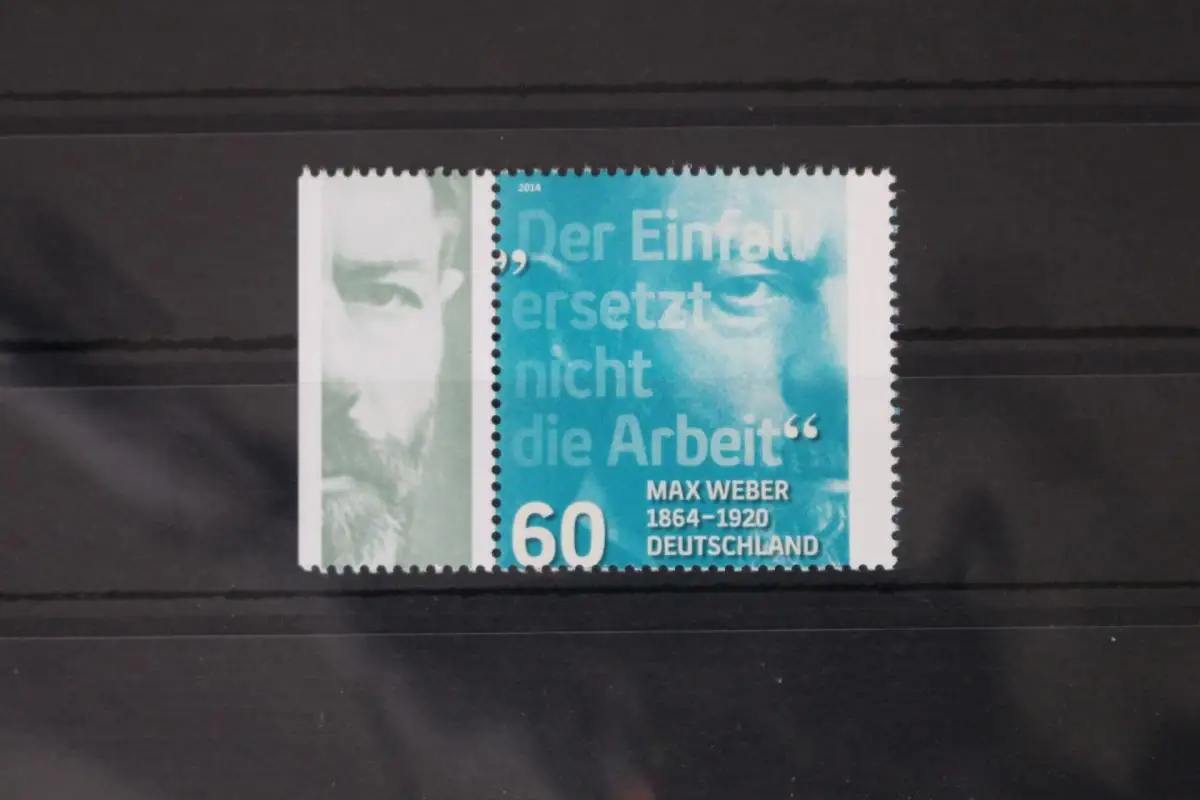 2014
„Der Einfall
ersetzt
nicht
die Arbeit“
60
MAX WEBER
1864–1920
DEUTSCHLAND